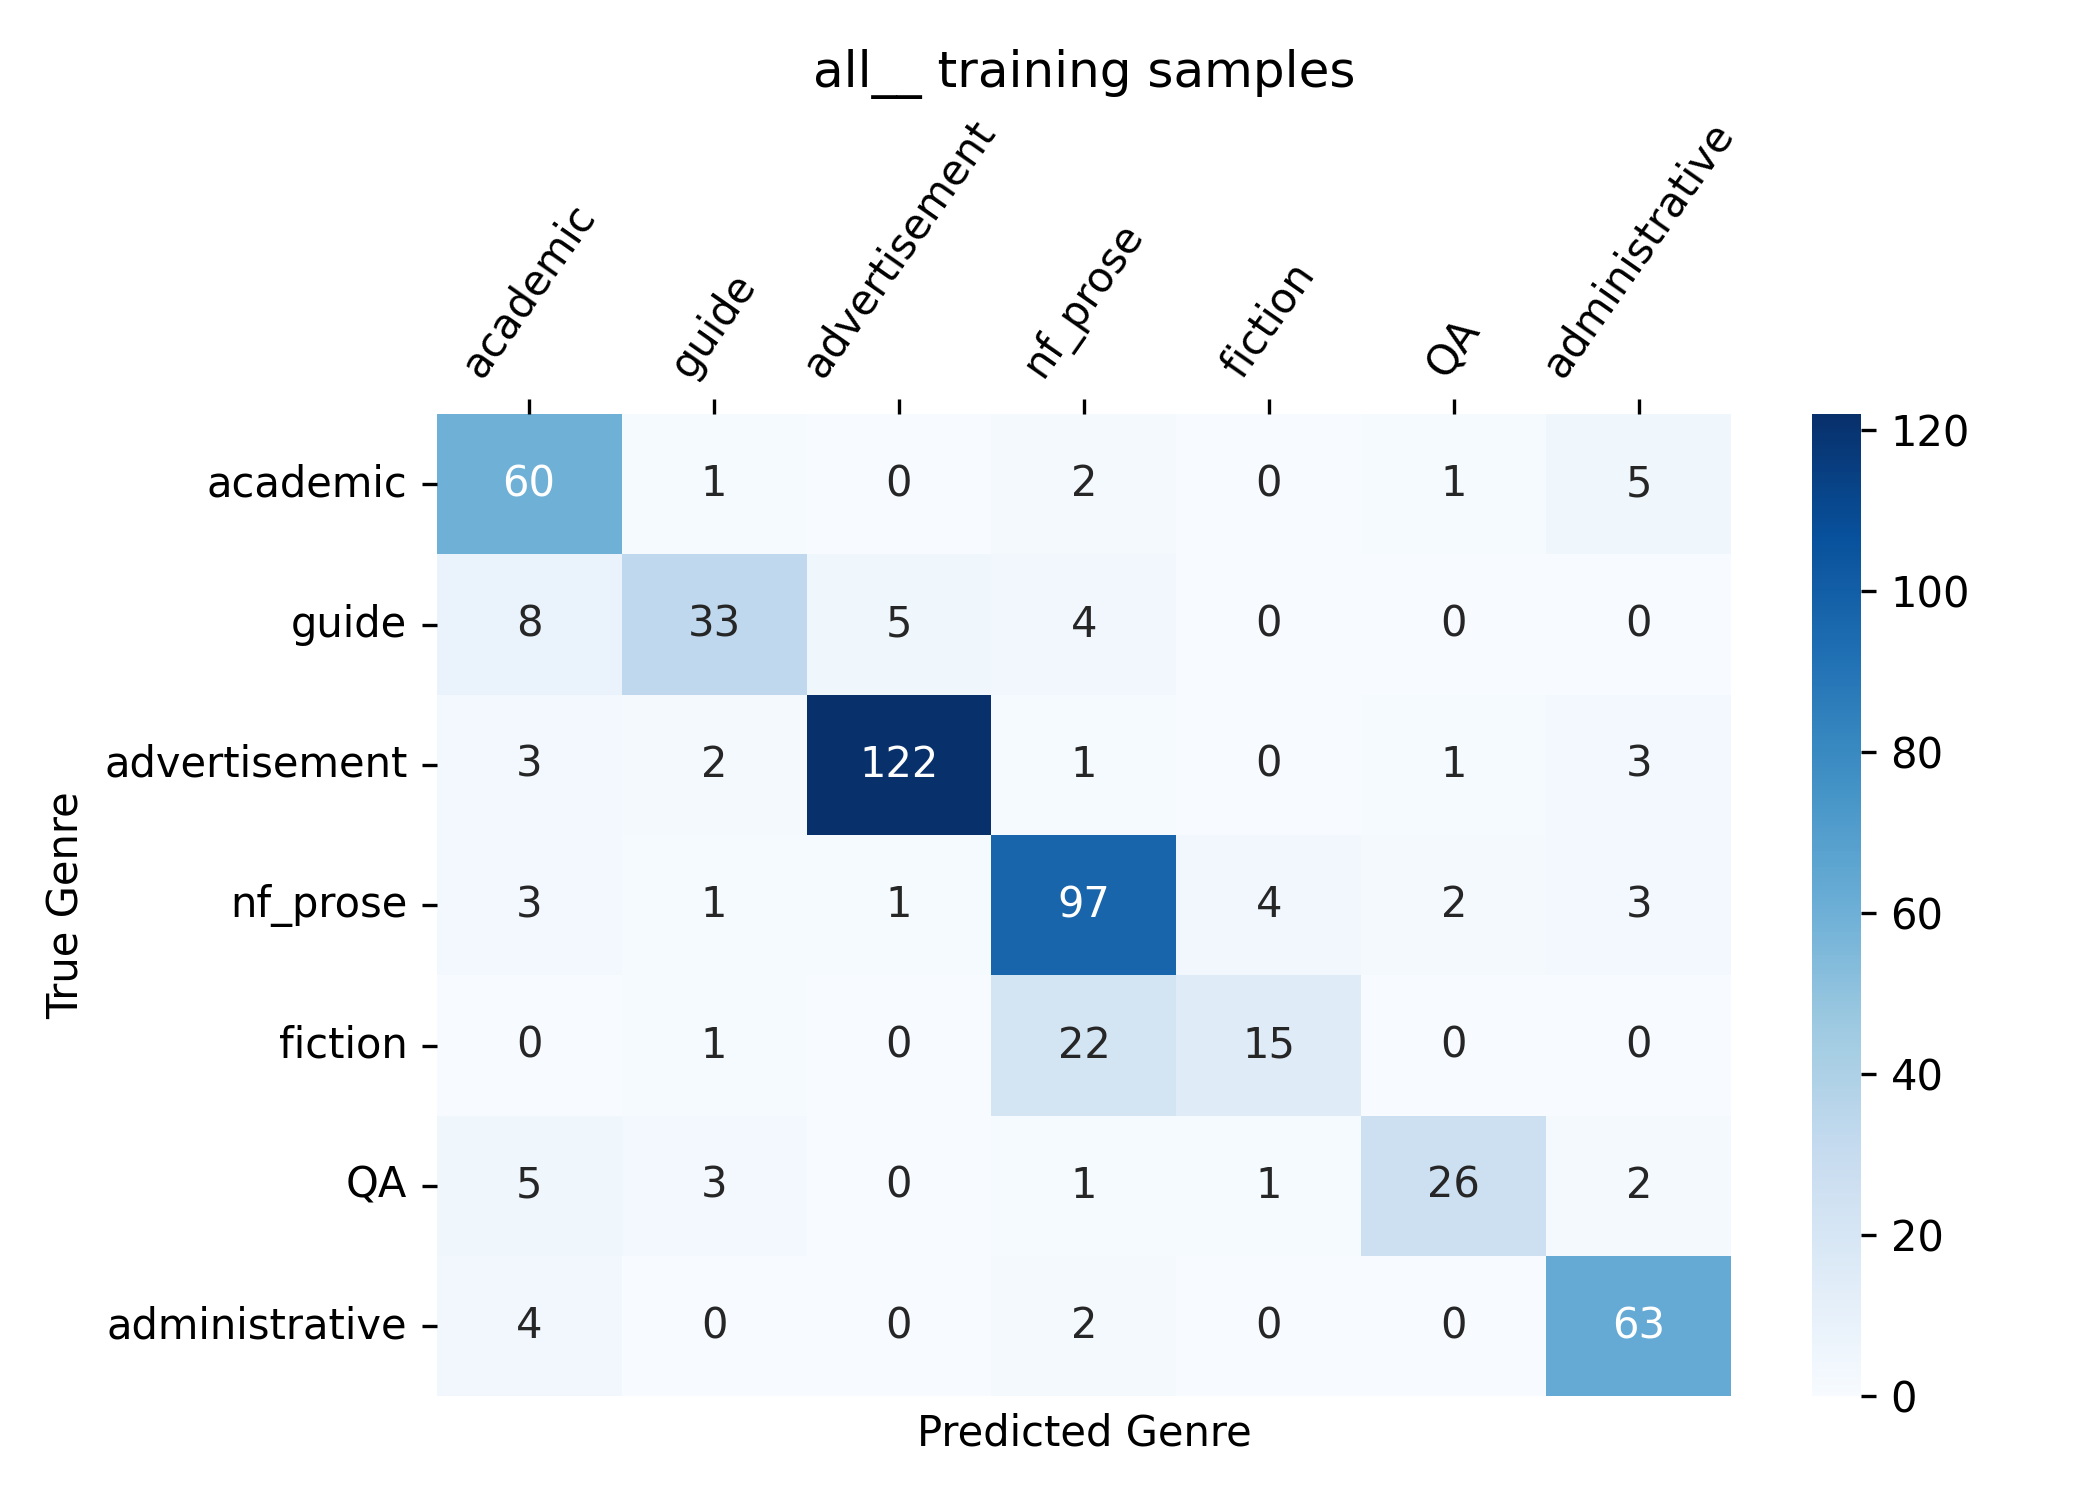 all__ training samples
academic guide advertisement nf_prose fiction QA administrative
academic 60 1 0 2 0 1 5
guide 8 33 5 4 0 0 0
advertisement 3 2 122 1 0 1 3
nf_prose 3 1 1 97 4 2 3
fiction 0 1 0 22 15 0 0
QA 5 3 0 1 1 26 2
administrative 4 0 0 2 0 0 63
True Genre
Predicted Genre
120
100
80
60
40
20
0